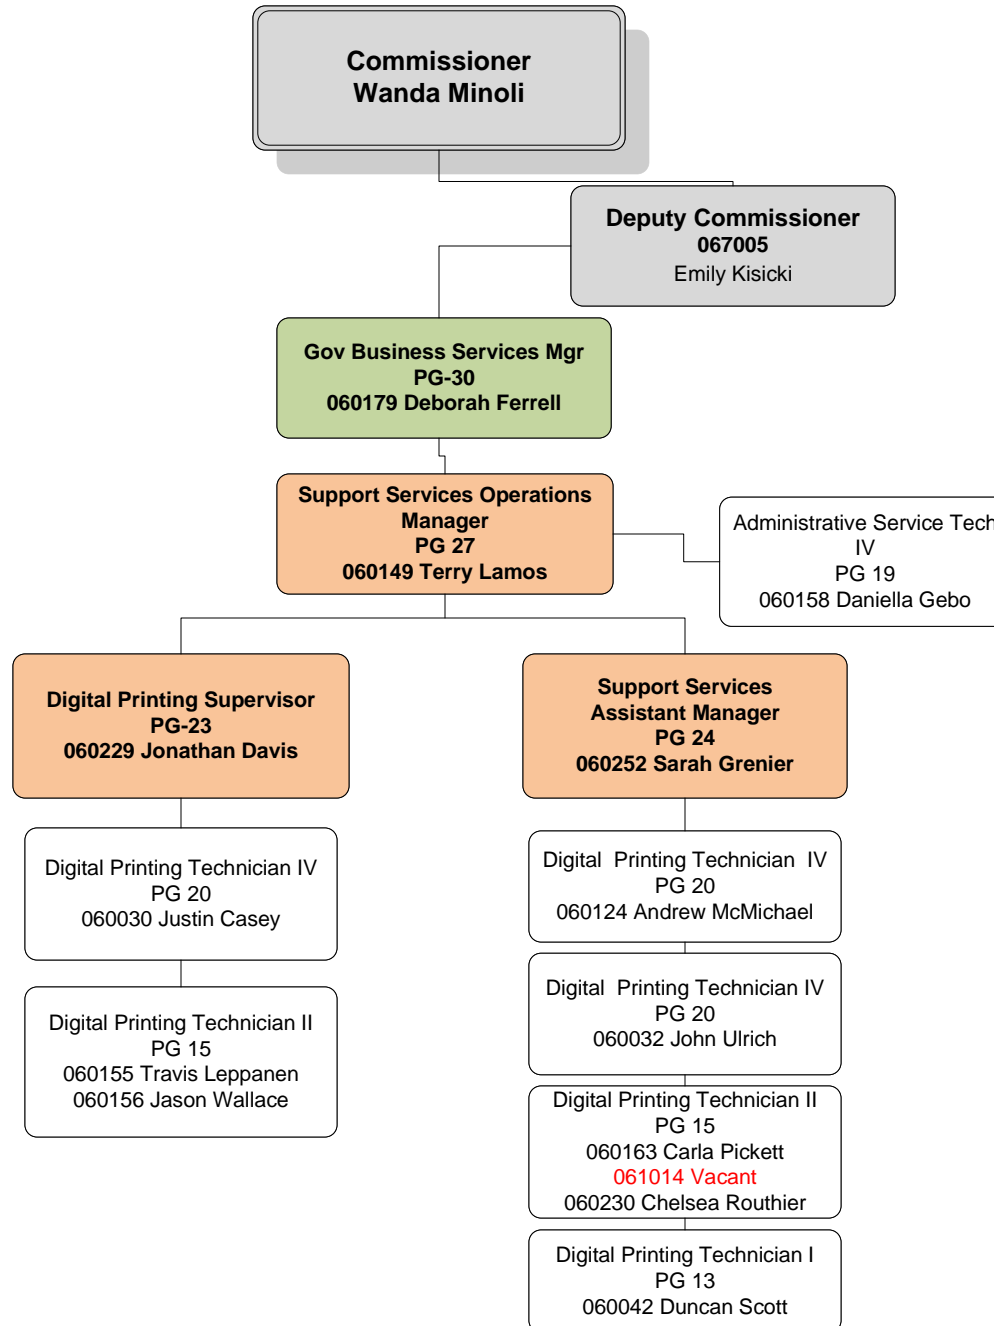 Commissioner
Wanda Minoli
Deputy Commissioner
067005
Emily Kisicki
Gov Business Services Mgr
PG-30
060179 Deborah Ferrell
Support Services Operations
Manager
PG 27
060149 Terry Lamos
Administrative Service Tech
IV
PG 19
060158 Daniella Gebo
Digital Printing Supervisor
PG-23
060229 Jonathan Davis
Support Services
Assistant Manager
PG 24
060252 Sarah Grenier
Digital Printing Technician IV
PG 20
060030 Justin Casey
Digital Printing Technician II
PG 15
060155 Travis Leppanen
060156 Jason Wallace
Digital  Printing Technician  IV
PG 20
060124 Andrew McMichael
Digital  Printing Technician IV
PG 20
060032 John Ulrich
Digital Printing Technician II
PG 15
060163 Carla Pickett
061014 Vacant
060230 Chelsea Routhier
Digital Printing Technician I
PG 13
060042 Duncan Scott